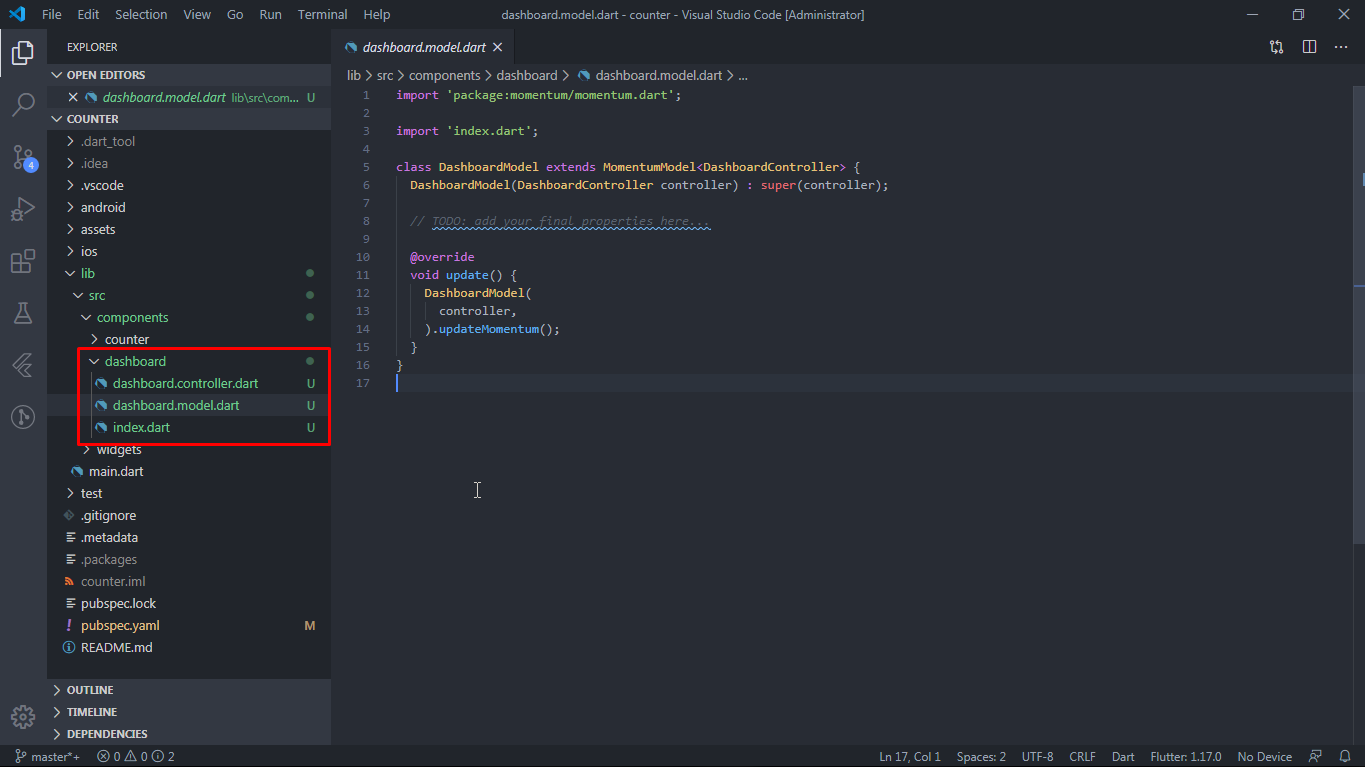 File Edit Selection View Go Run Terminal Help
dashboard.model.dart - counter - Visual Studio Code [Administrator]
EXPLORER
OPEN EDITORS
dashboard.model.dart lib\src\com... U
COUNTER
.dart_tool
.idea
.vscode
android
assets
ios
lib
src
components
counter
dashboard
dashboard.controller.dart U
dashboard.model.dart U
index.dart U
widgets
main.dart
test
.gitignore
.metadata
.packages
counter.iml
pubspec.lock
! pubspec.yaml M
README.md
OUTLINE
TIMELINE
DEPENDENCIES
4
dashboard.model.dart
lib > src > components > dashboard > dashboard.model.dart > ...
1 import 'package:momentum/momentum.dart';
2
3 import 'index.dart';
4
5 class DashboardModel extends MomentumModel<DashboardController> {
6 DashboardModel(DashboardController controller) : super(controller);
7
8 // TODO: add your final properties here...
9
10 @override
11 void update() {
12 DashboardModel(
13 controller,
14 ).updateMomentum();
15 }
16 }
17
master*+ 0 0 2
Ln 17, Col 1 Spaces: 2 UTF-8 CRLF Dart Flutter: 1.17.0 No Device